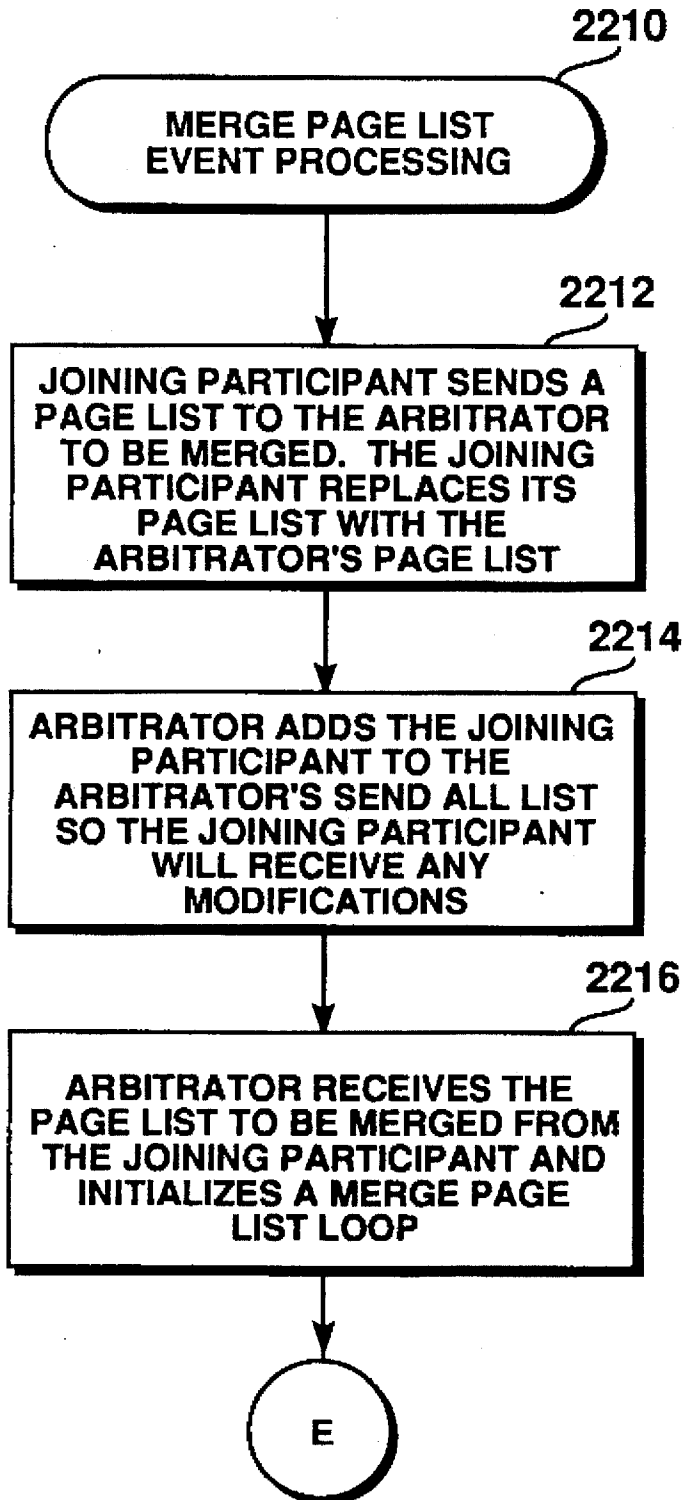 2210
MERGE PAGE LIST
EVENT PROCESSING
2212
JOINING PARTICIPANT SENDS A
PAGE LIST TO THE ARBITRATOR
TO BE MERGED. THE JOINING
PARTICIPANT REPLACES ITS
PAGE LIST WITH THE
ARBITRATOR'S PAGE LIST
2214
ARBITRATOR ADDS THE JOINING
PARTICIPANT TO THE
ARBITRATOR'S SEND ALL LIST
SO THE JOINING PARTICIPANT
WILL RECEIVE ANY
MODIFICATIONS
2216
ARBITRATOR RECEIVES THE
PAGE LIST TO BE MERGED FROM
THE JOINING PARTICIPANT AND
INITIALIZES A MERGE PAGE
LIST LOOP
E